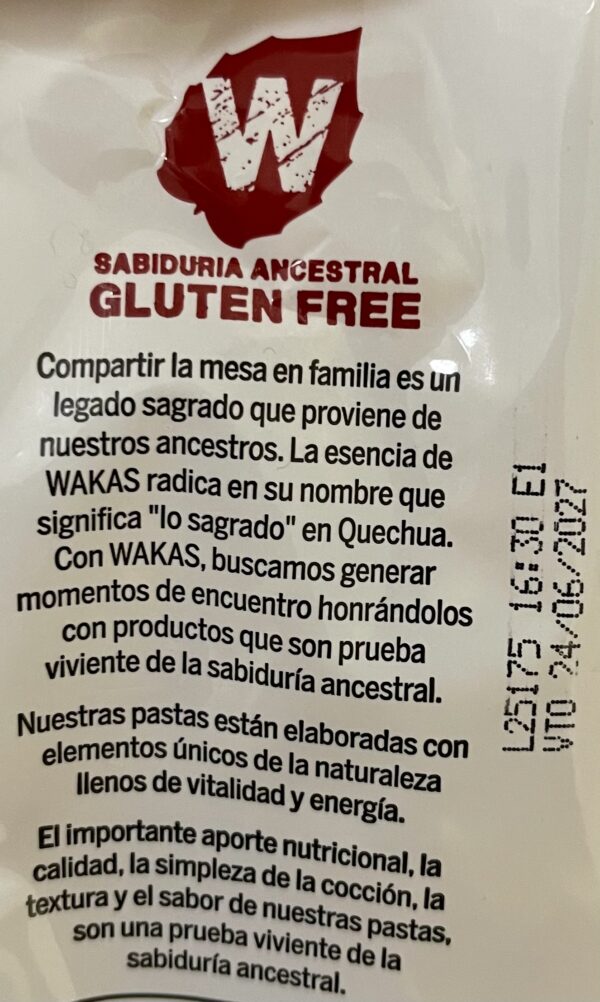 W
SABIDURIA ANCESTRAL
GLUTEN FREE
Compartir la mesa en familia es un
legado sagrado que proviene de
nuestros ancestros. La esencia de
WAKAS radica en su nombre que
significa "lo sagrado" en Quechua.
Con WAKAS, buscamos generar
momentos de encuentro honrándolos
con productos que son prueba
viviente de la sabiduría ancestral.
Nuestras pastas están elaboradas con
elementos únicos de la naturaleza
llenos de vitalidad y energía.
El importante aporte nutricional, la
calidad, la simpleza de la cocción, la
textura y el sabor de nuestras pastas,
son una prueba viviente de la
sabiduría ancestral.
L25175 16:30 E1
VTO 24/06/2027